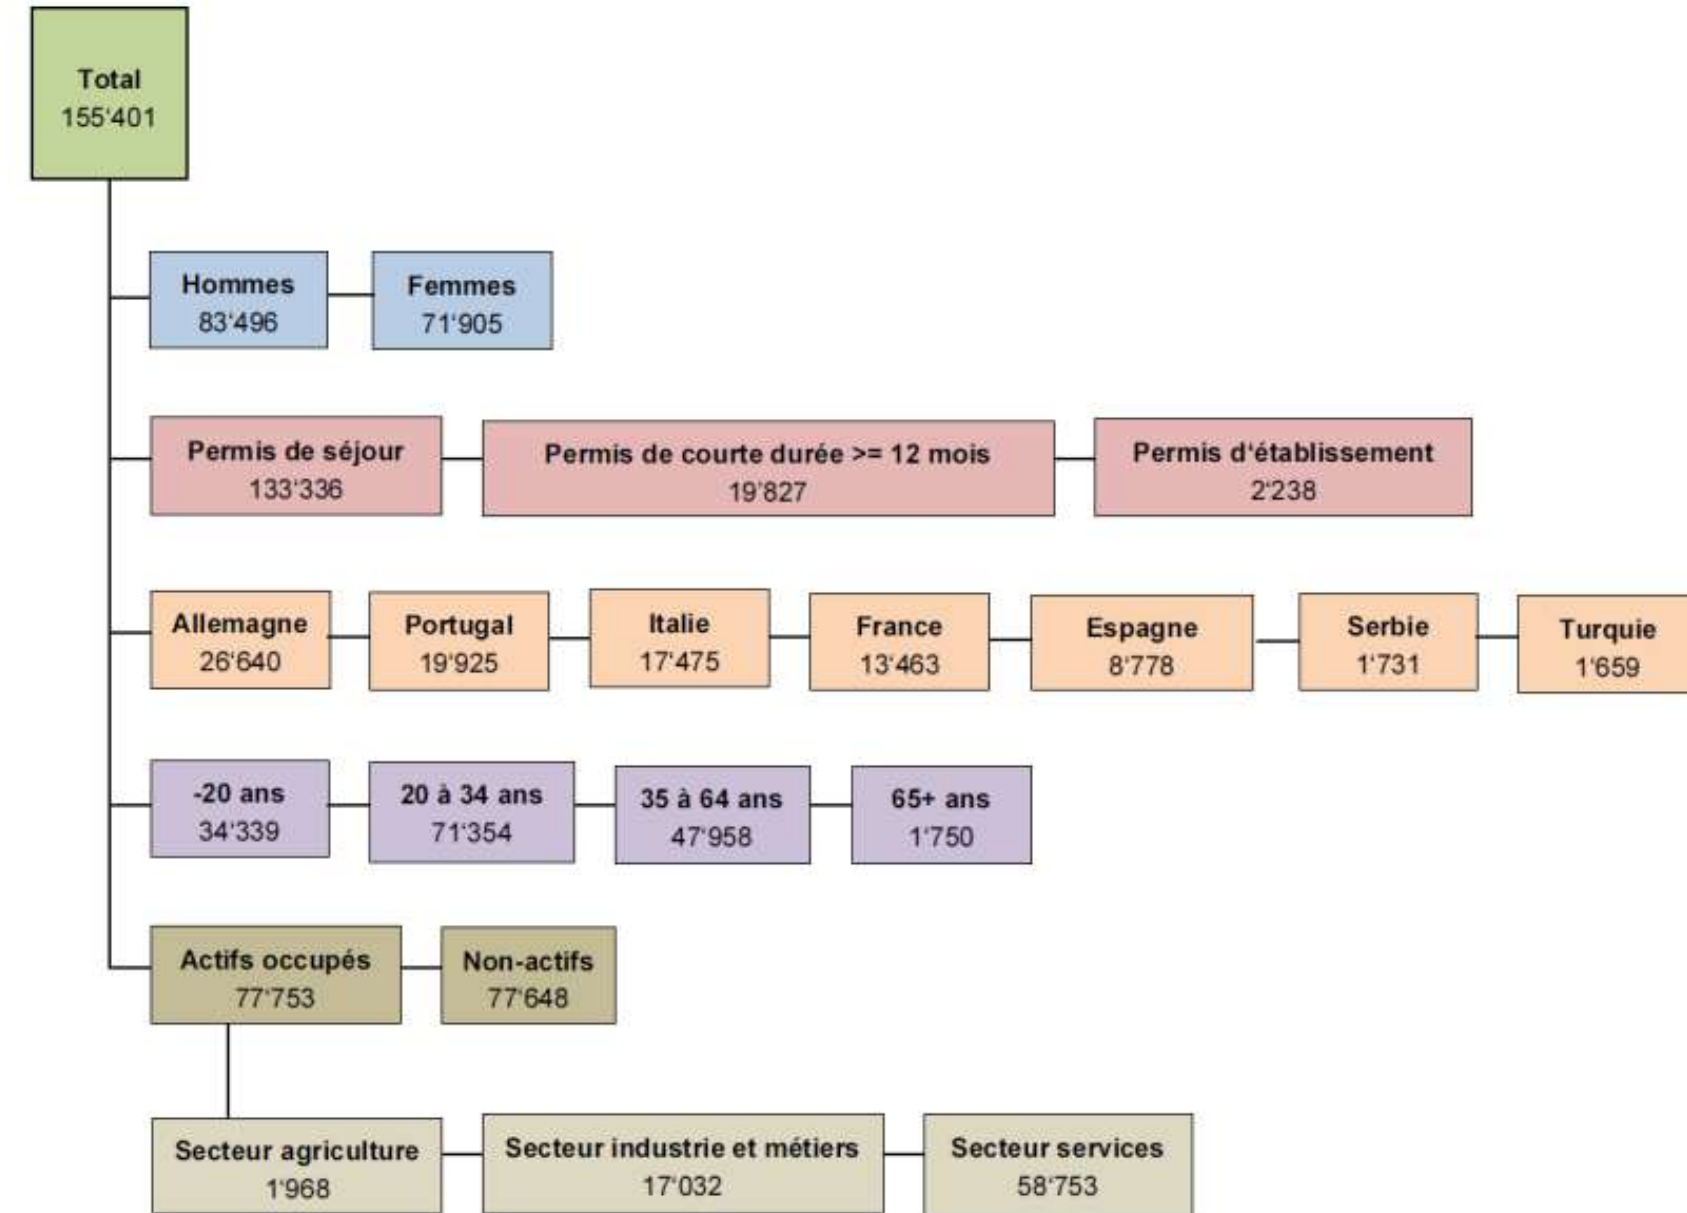 Total
155‘401
Hommes
83‘496
Femmes
71‘905
Permis de séjour
133‘336
Permis de courte durée >= 12 mois
19’827
Permis d‘établissement
2‘238
Allemagne
26‘640
Portugal
19‘925
Italie
17‘475
France
13‘463
Espagne
8‘778
Serbie
1‘731
Turquie
1‘659
-20 ans
34‘339
20 à 34 ans
71‘354
35 à 64 ans
47‘958
65+ ans
1‘750
Actifs occupés
77‘753
Non-actifs
77‘648
Secteur agriculture
1‘968
Secteur industrie et métiers
17‘032
Secteur services
58‘753